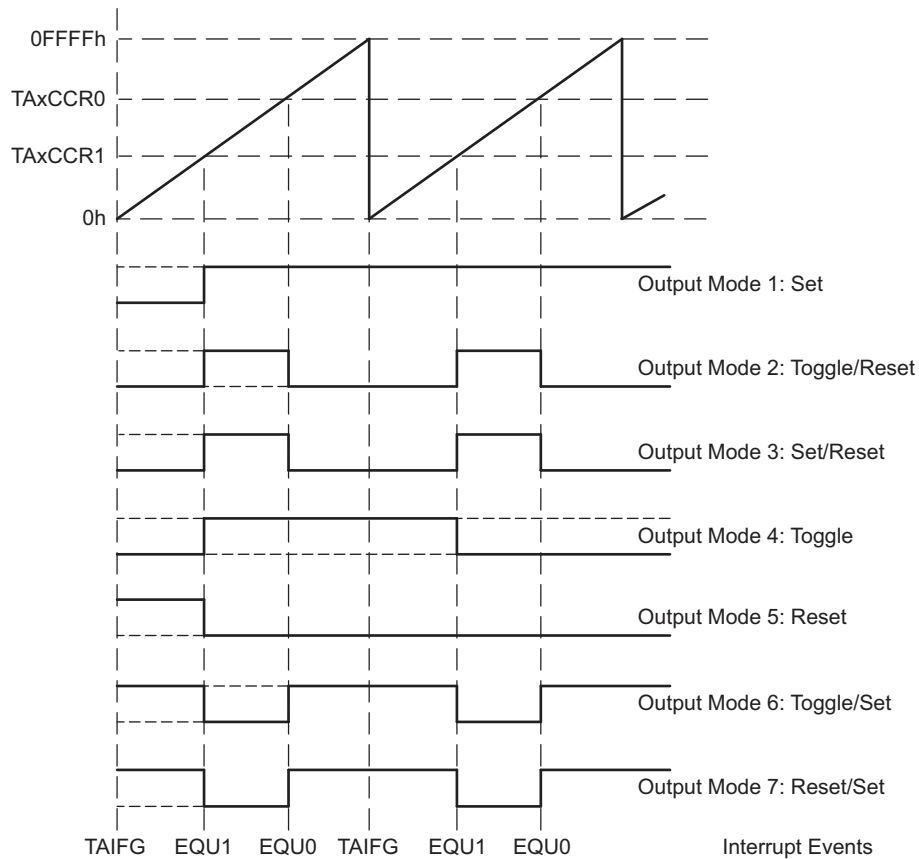 0FFFFh
TAxCCR0
TAxCCR1
0h
Output Mode 1: Set
Output Mode 2: Toggle/Reset
Output Mode 3: Set/Reset
Output Mode 4: Toggle
Output Mode 5: Reset
Output Mode 6: Toggle/Set
Output Mode 7: Reset/Set
TAIFG EQU1 EQU0 TAIFG EQU1 EQU0 Interrupt Events